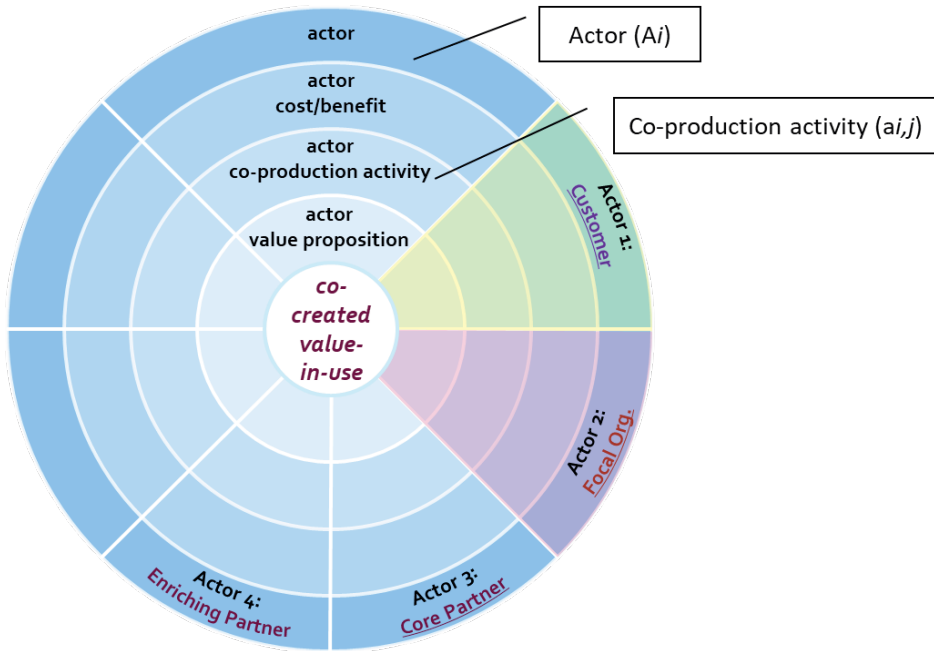 actor
Actor (Ai)
actor
cost/benefit
Co-production activity (ai,j)
actor
co-production activity
actor
value proposition
Actor 1:
Customer
co-
created
value-
in-use
Actor 2:
Focal Org.
Actor 3:
Core Partner
Actor 4:
Enriching Partner